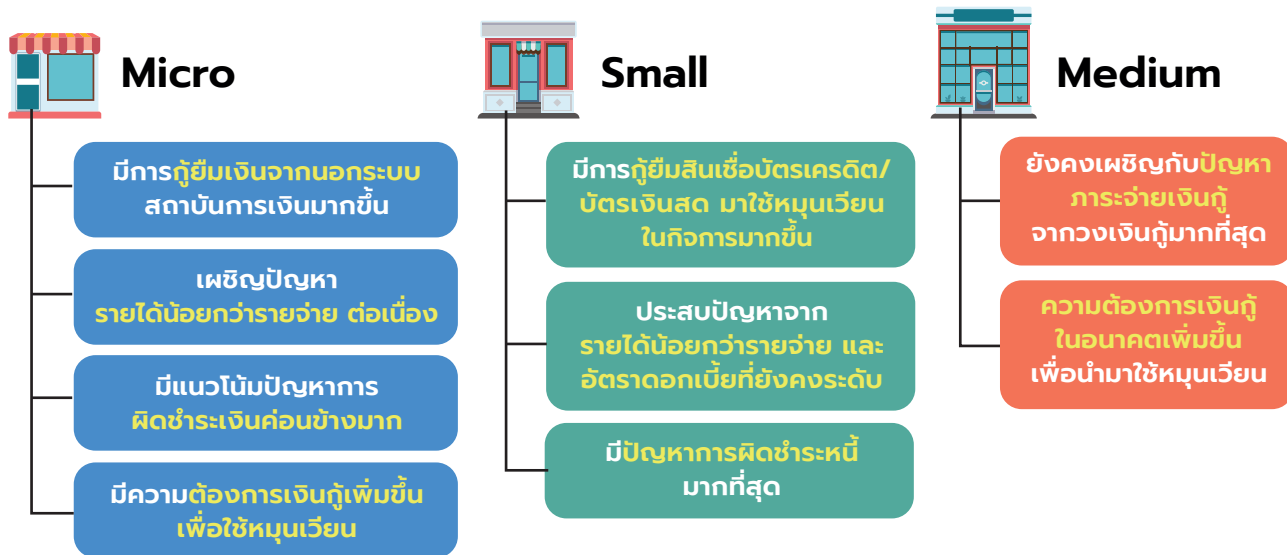 Micro
มีการกู้ยืมเงินจากนอกระบบ
สถาบันการเงินมากขึ้น
เผชิญปัญหา
รายได้น้อยกว่ารายจ่าย ต่อเนื่อง
มีแนวโน้มปัญหาการ
ผิดชำระเงินค่อนข้างมาก
มีความต้องการเงินกู้เพิ่มขึ้น
เพื่อใช้หมุนเวียน
Small
มีการกู้ยืมสินเชื่อบัตรเครดิต/
บัตรเงินสด มาใช้หมุนเวียน
ในกิจการมากขึ้น
ประสบปัญหาจาก
รายได้น้อยกว่ารายจ่าย และ
อัตราดอกเบี้ยที่ยังคงระดับ
มีปัญหาการผิดชำระหนี้
มากที่สุด
Medium
ยังคงเผชิญกับปัญหา
ภาระจ่ายเงินกู้
จากวงเงินกู้มากที่สุด
ความต้องการเงินกู้
ในอนาคตเพิ่มขึ้น
เพื่อนำมาใช้หมุนเวียน